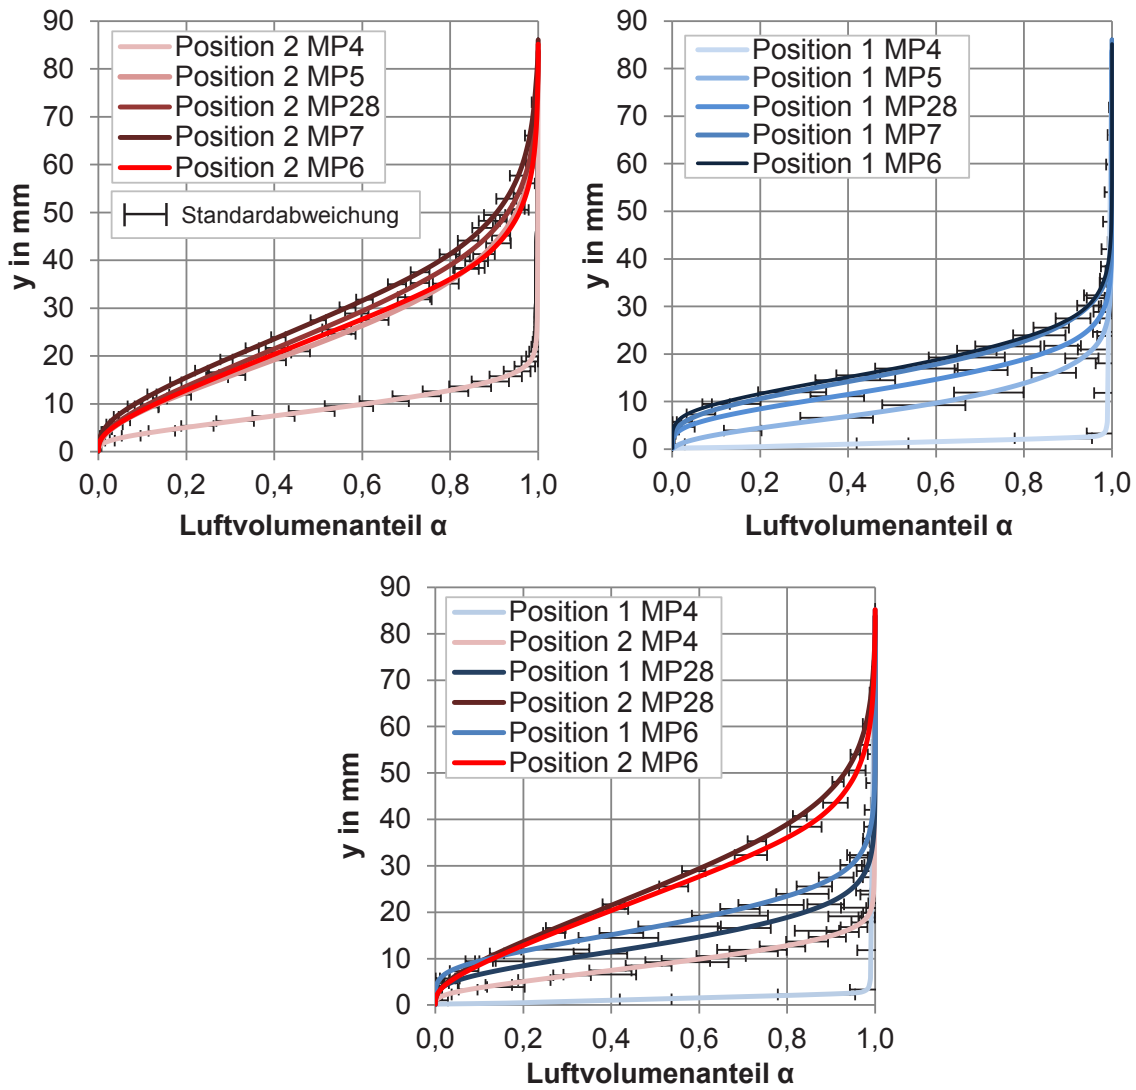 90
80
70
60
50
40
30
20
10
0
y in mm
Position 2 MP4
Position 2 MP5
Position 2 MP28
Position 2 MP7
Position 2 MP6
Standardabweichung
0,0 0,2 0,4 0,6 0,8 1,0
Luftvolumenanteil α
90
80
70
60
50
40
30
20
10
0
y in mm
Position 1 MP4
Position 1 MP5
Position 1 MP28
Position 1 MP7
Position 1 MP6
0,0 0,2 0,4 0,6 0,8 1,0
Luftvolumenanteil α
90
80
70
60
50
40
30
20
10
0
y in mm
Position 1 MP4
Position 2 MP4
Position 1 MP28
Position 2 MP28
Position 1 MP6
Position 2 MP6
0,0 0,2 0,4 0,6 0,8 1,0
Luftvolumenanteil α